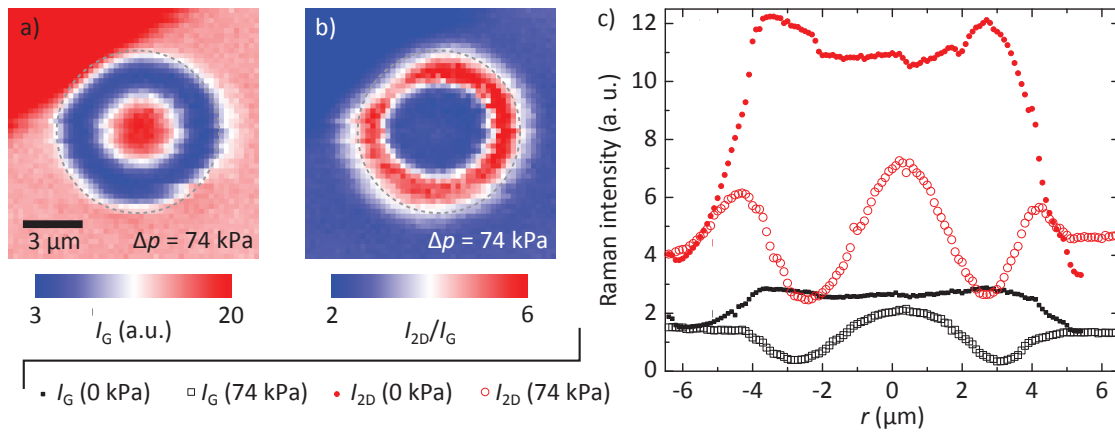 a)
3 µm
Δp = 74 kPa
b)
Δp = 74 kPa
3
20
I_G (a.u.)
2
6
I_2D/I_G
I_G (0 kPa)
I_G (74 kPa)
I_2D (0 kPa)
I_2D (74 kPa)
c)
Raman intensity (a. u.)
14
12
10
8
6
4
2
0
-6
-4
-2
0
2
4
6
r (µm)